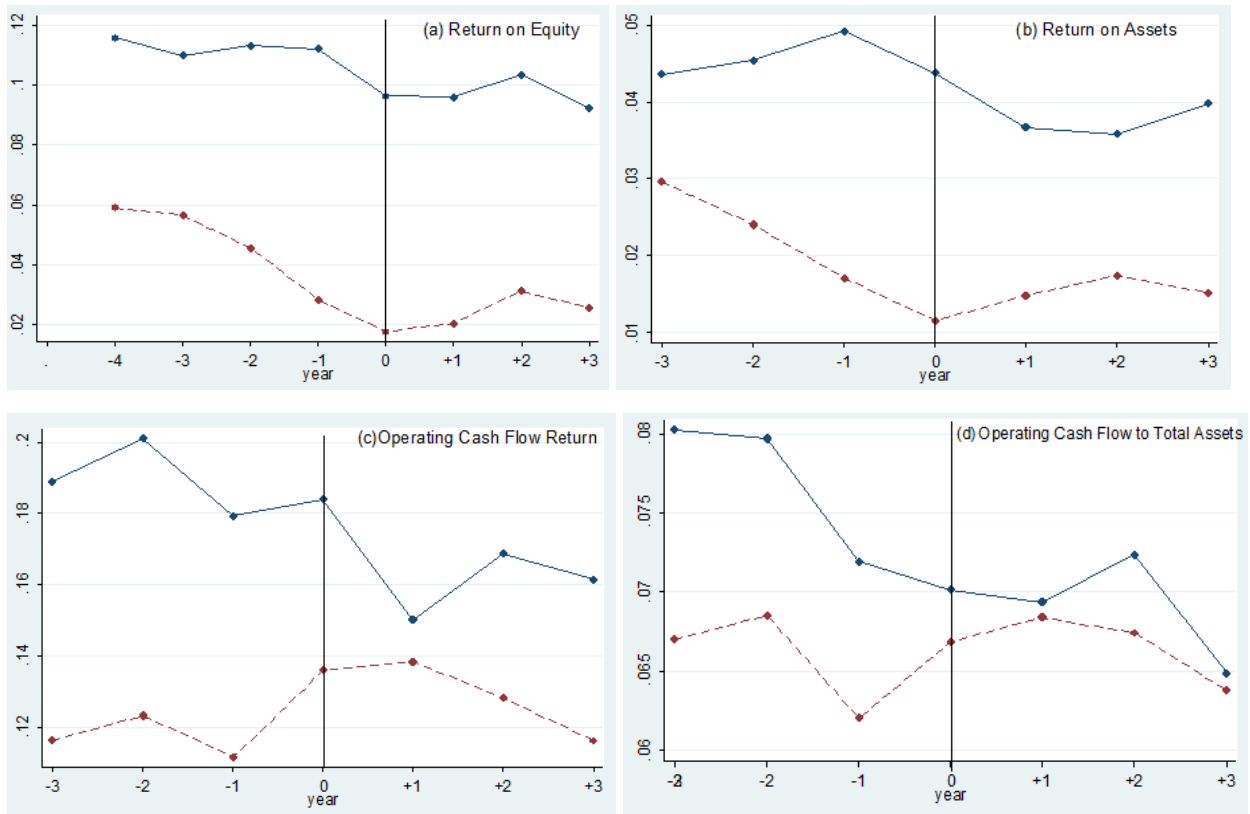 (a) Return on Equity
.12
.1
.08
.06
.04
.02
. -4 -3 -2 -1 0 +1 +2 +3
year
(b) Return on Assets
.05
.04
.03
.02
.01
-3 -2 -1 0 +1 +2 +3
year
(c)Operating Cash Flow Return
.2
.18
.16
.14
.12
-3 -2 -1 0 +1 +2 +3
year
(d)Operating Cash Flow to Total Assets
.08
.075
.07
.065
.06
-2 -1 0 +1 +2 +3
year